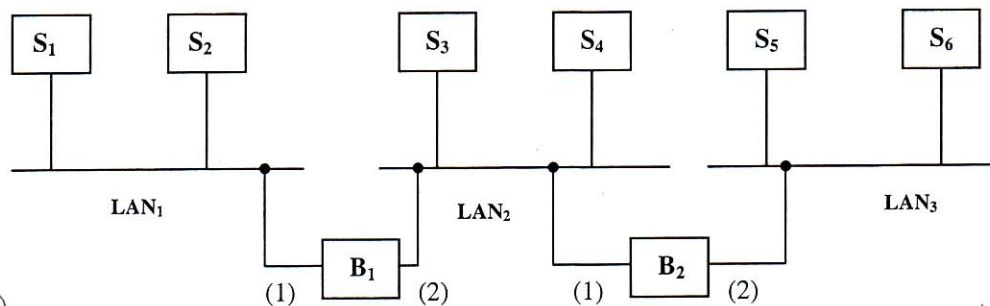 S₁ S₂ S₃ S₄ S₅ S₆
LAN₁ LAN₂ LAN₃
B₁ B₂
(1) (2) (1) (2)